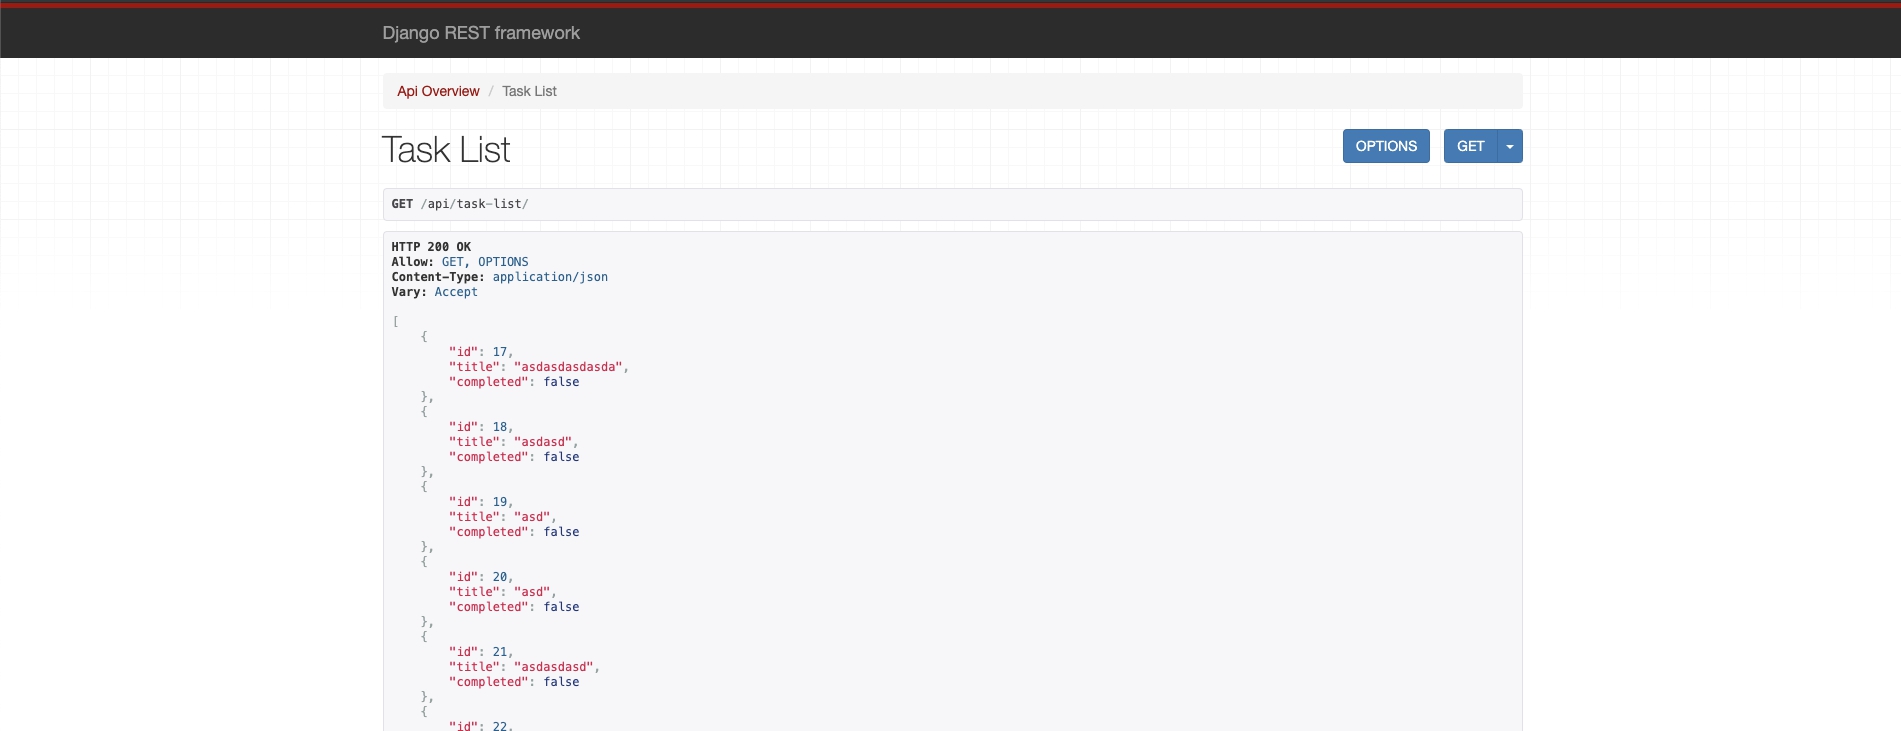 Django REST framework
Api Overview / Task List
Task List
OPTIONS GET
GET /api/task-list/
HTTP 200 OK
Allow: GET, OPTIONS
Content-Type: application/json
Vary: Accept
[
    {
        "id": 17,
        "title": "asdasdasdasda",
        "completed": false
    },
    {
        "id": 18,
        "title": "asdasd",
        "completed": false
    },
    {
        "id": 19,
        "title": "asd",
        "completed": false
    },
    {
        "id": 20,
        "title": "asd",
        "completed": false
    },
    {
        "id": 21,
        "title": "asdasdasd",
        "completed": false
    },
    {
        "id": 22,